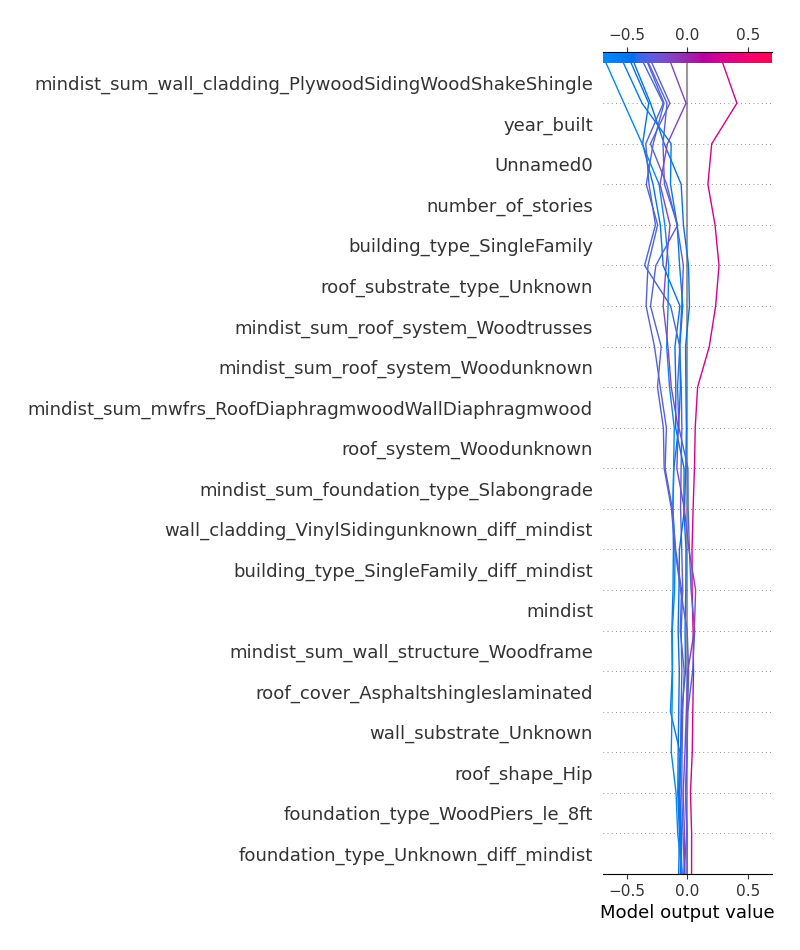 −0.5 0.0 0.5
mindist_sum_wall_cladding_PlywoodSidingWoodShakeShingle
year_built
Unnamed0
number_of_stories
building_type_SingleFamily
roof_substrate_type_Unknown
mindist_sum_roof_system_Woodtrusses
mindist_sum_roof_system_Woodunknown
mindist_sum_mwfrs_RoofDiaphragmwoodWallDiaphragmwood
roof_system_Woodunknown
mindist_sum_foundation_type_Slabongrade
wall_cladding_VinylSidingunknown_diff_mindist
building_type_SingleFamily_diff_mindist
mindist
mindist_sum_wall_structure_Woodframe
roof_cover_Asphaltshingleslaminated
wall_substrate_Unknown
roof_shape_Hip
foundation_type_WoodPiers_le_8ft
foundation_type_Unknown_diff_mindist
−0.5 0.0 0.5
Model output value